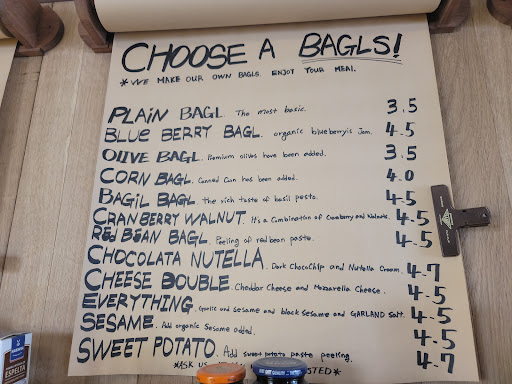 CHOOSE A BAGLS!
*WE MAKE OUR OWN BAGLS. ENJOY YOUR MEAL.
PLAIN BAGL. The most basic. 3.5
BLUE BERRY BAGL. organic blueberryis Jam. 4-5
OLIVE BAGL. Premium olives have been added. 3.5
CORN BAGL. Canned Corn has been added. 4.0
BAGIL BAGL. the rich taste of basil pesto. 4-5
CRANBERRY WALNUT. It's a Combination of Cranberry and Walnuts. 4-5
RED BEAN BAGL. Peeling of red bean paste. 4-5
CHOCOLATA NUTELLA. Dark ChocoChip and Nutella Cream. 4-7
CHEESE DOUBLE. Cheddar Cheese and Mozzarella Cheese. 4-5
EVERYTHING. Garlic and sesame and black Sesame and GARLAND Salt. 4-5
SESAME. Add organic Sesame added. 4-5
SWEET POTATO. Add sweet potato paste peeling. 4-7
*ASK US
STED*
ESPELTA